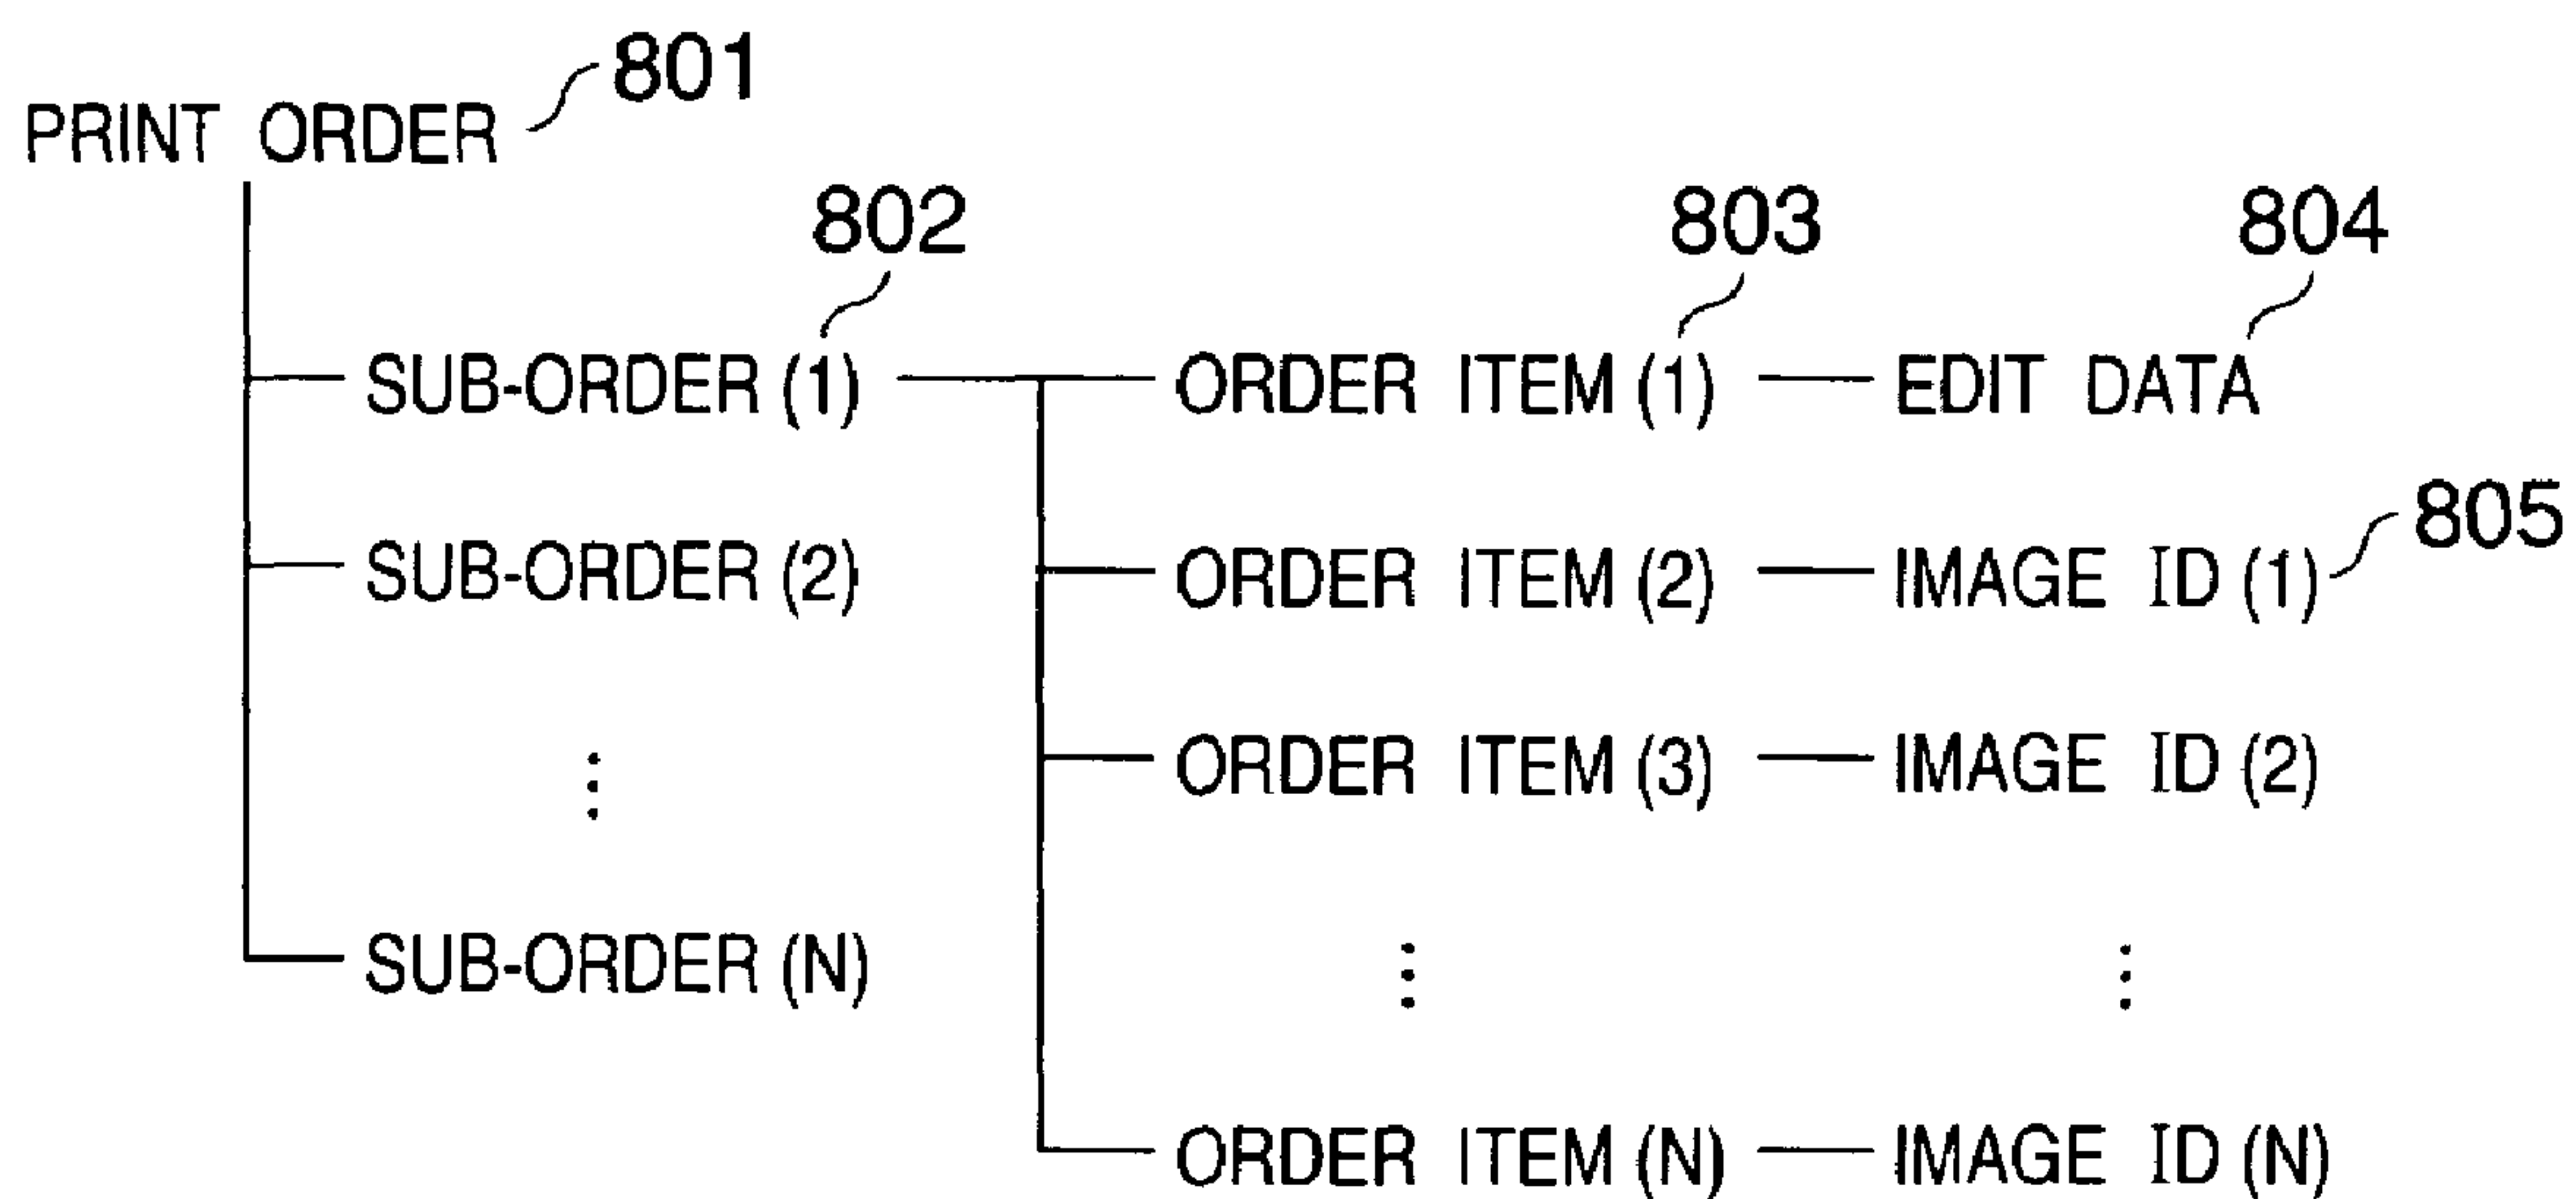 801
PRINT ORDER
802 803 804
SUB-ORDER (1) ORDER ITEM (1) EDIT DATA
805
SUB-ORDER (2) ORDER ITEM (2) IMAGE ID (1)
ORDER ITEM (3) IMAGE ID (2)
⋮
SUB-ORDER (N) ⋮ ⋮
ORDER ITEM (N) IMAGE ID (N)